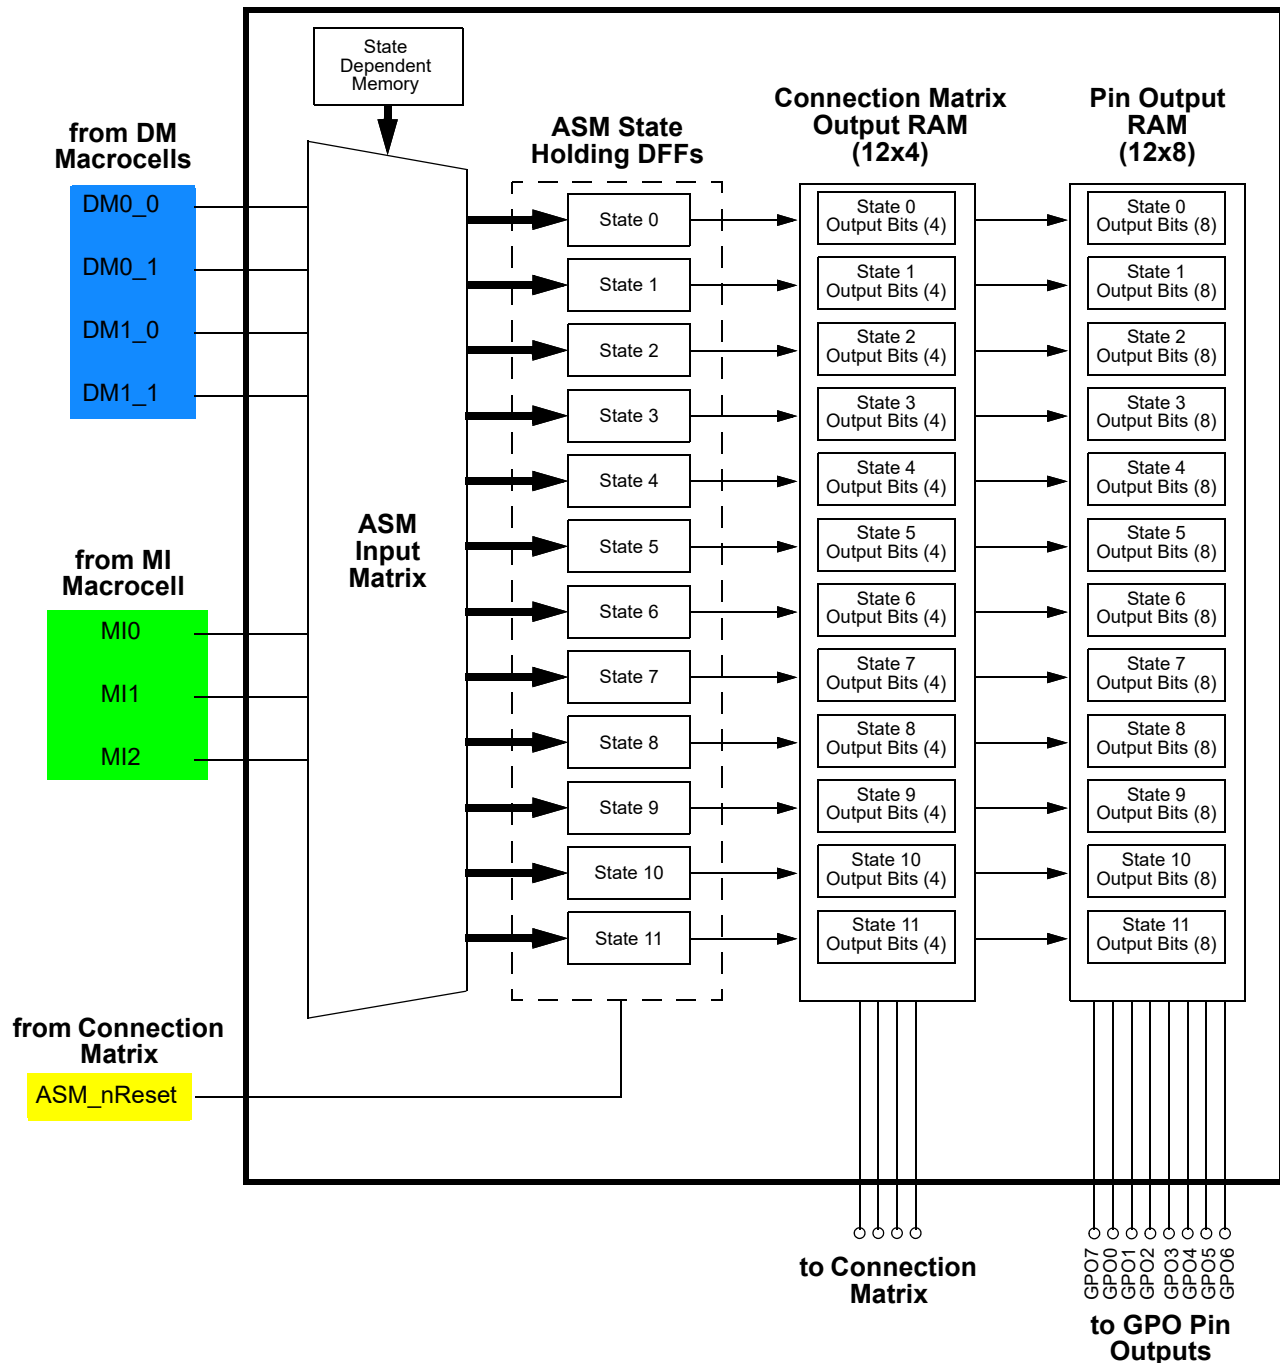 State
Dependent
Memory
from DM
Macrocells
DM0_0
DM0_1
DM1_0
DM1_1
from MI
Macrocell
MI0
MI1
MI2
from Connection
Matrix
ASM_nReset
ASM
Input
Matrix
ASM State
Holding DFFs
State 0
State 1
State 2
State 3
State 4
State 5
State 6
State 7
State 8
State 9
State 10
State 11
Connection Matrix
Output RAM
(12x4)
State 0
Output Bits (4)
State 1
Output Bits (4)
State 2
Output Bits (4)
State 3
Output Bits (4)
State 4
Output Bits (4)
State 5
Output Bits (4)
State 6
Output Bits (4)
State 7
Output Bits (4)
State 8
Output Bits (4)
State 9
Output Bits (4)
State 10
Output Bits (4)
State 11
Output Bits (4)
to Connection
Matrix
Pin Output
RAM
(12x8)
State 0
Output Bits (8)
State 1
Output Bits (8)
State 2
Output Bits (8)
State 3
Output Bits (8)
State 4
Output Bits (8)
State 5
Output Bits (8)
State 6
Output Bits (8)
State 7
Output Bits (8)
State 8
Output Bits (8)
State 9
Output Bits (8)
State 10
Output Bits (8)
State 11
Output Bits (8)
GPO7
GPO0
GPO1
GPO2
GPO3
GPO4
GPO5
GPO6
to GPO Pin
Outputs